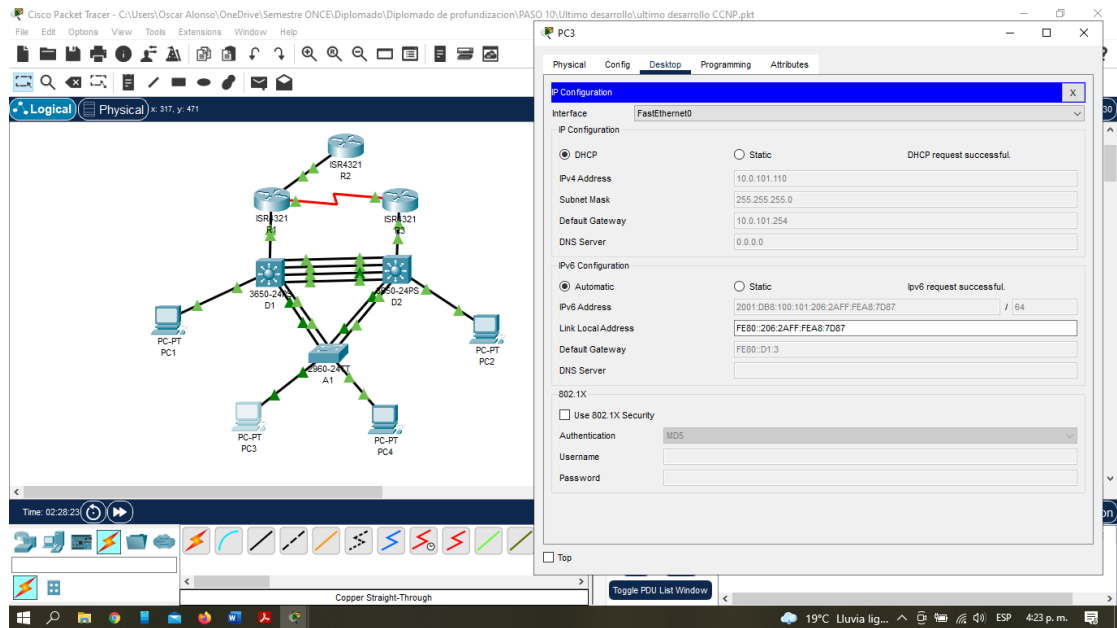 Cisco Packet Tracer - C:\Users\Oscar Alonso\OneDrive\Semestre ONCE\Diplomado\Diplomado de profundizacion\PASO 10\Ultimo desarrollo\ultimo desarrollo CCNP.pkt
File Edit Options View Tools Extensions Window Help
Logical
Physical x: 317, y: 471
ISR4321
R2
ISR4321
R1
ISR4321
R3
3650-24PS
D1
3650-24PS
D2
PC-PT
PC1
PC-PT
PC2
2960-24TT
A1
PC-PT
PC3
PC-PT
PC4
Time: 02:28:23
Copper Straight-Through
Toggle PDU List Window
PC3
Physical Config Desktop Programming Attributes
IP Configuration X
Interface FastEthernet0
IP Configuration
DHCP Static DHCP request successful.
IPv4 Address 10.0.101.110
Subnet Mask 255.255.255.0
Default Gateway 10.0.101.254
DNS Server 0.0.0.0
IPv6 Configuration
Automatic Static Ipv6 request successful.
IPv6 Address 2001:DB8:100:101:206:2AFF:FEA8:7D87 / 64
Link Local Address FE80::206:2AFF:FEA8:7D87
Default Gateway FE80::D1:3
DNS Server
802.1X
Use 802.1X Security
Authentication MD5
Username
Password
Top
19°C Lluvia lig... ESP 4:23 p. m.